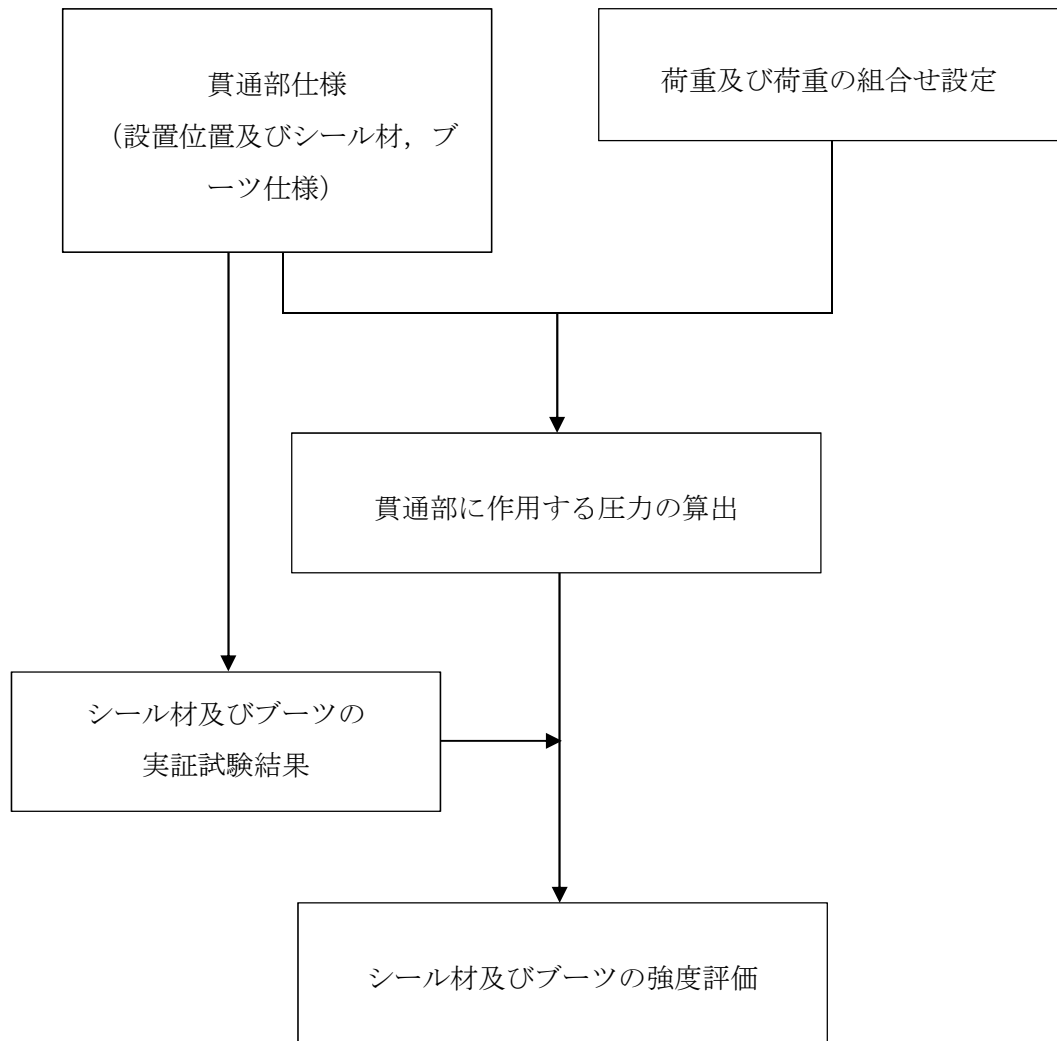 貫通部仕様
（設置位置及びシール材，ブ
ーツ仕様）
荷重及び荷重の組合せ設定
貫通部に作用する圧力の算出
シール材及びブーツの
実証試験結果
シール材及びブーツの強度評価